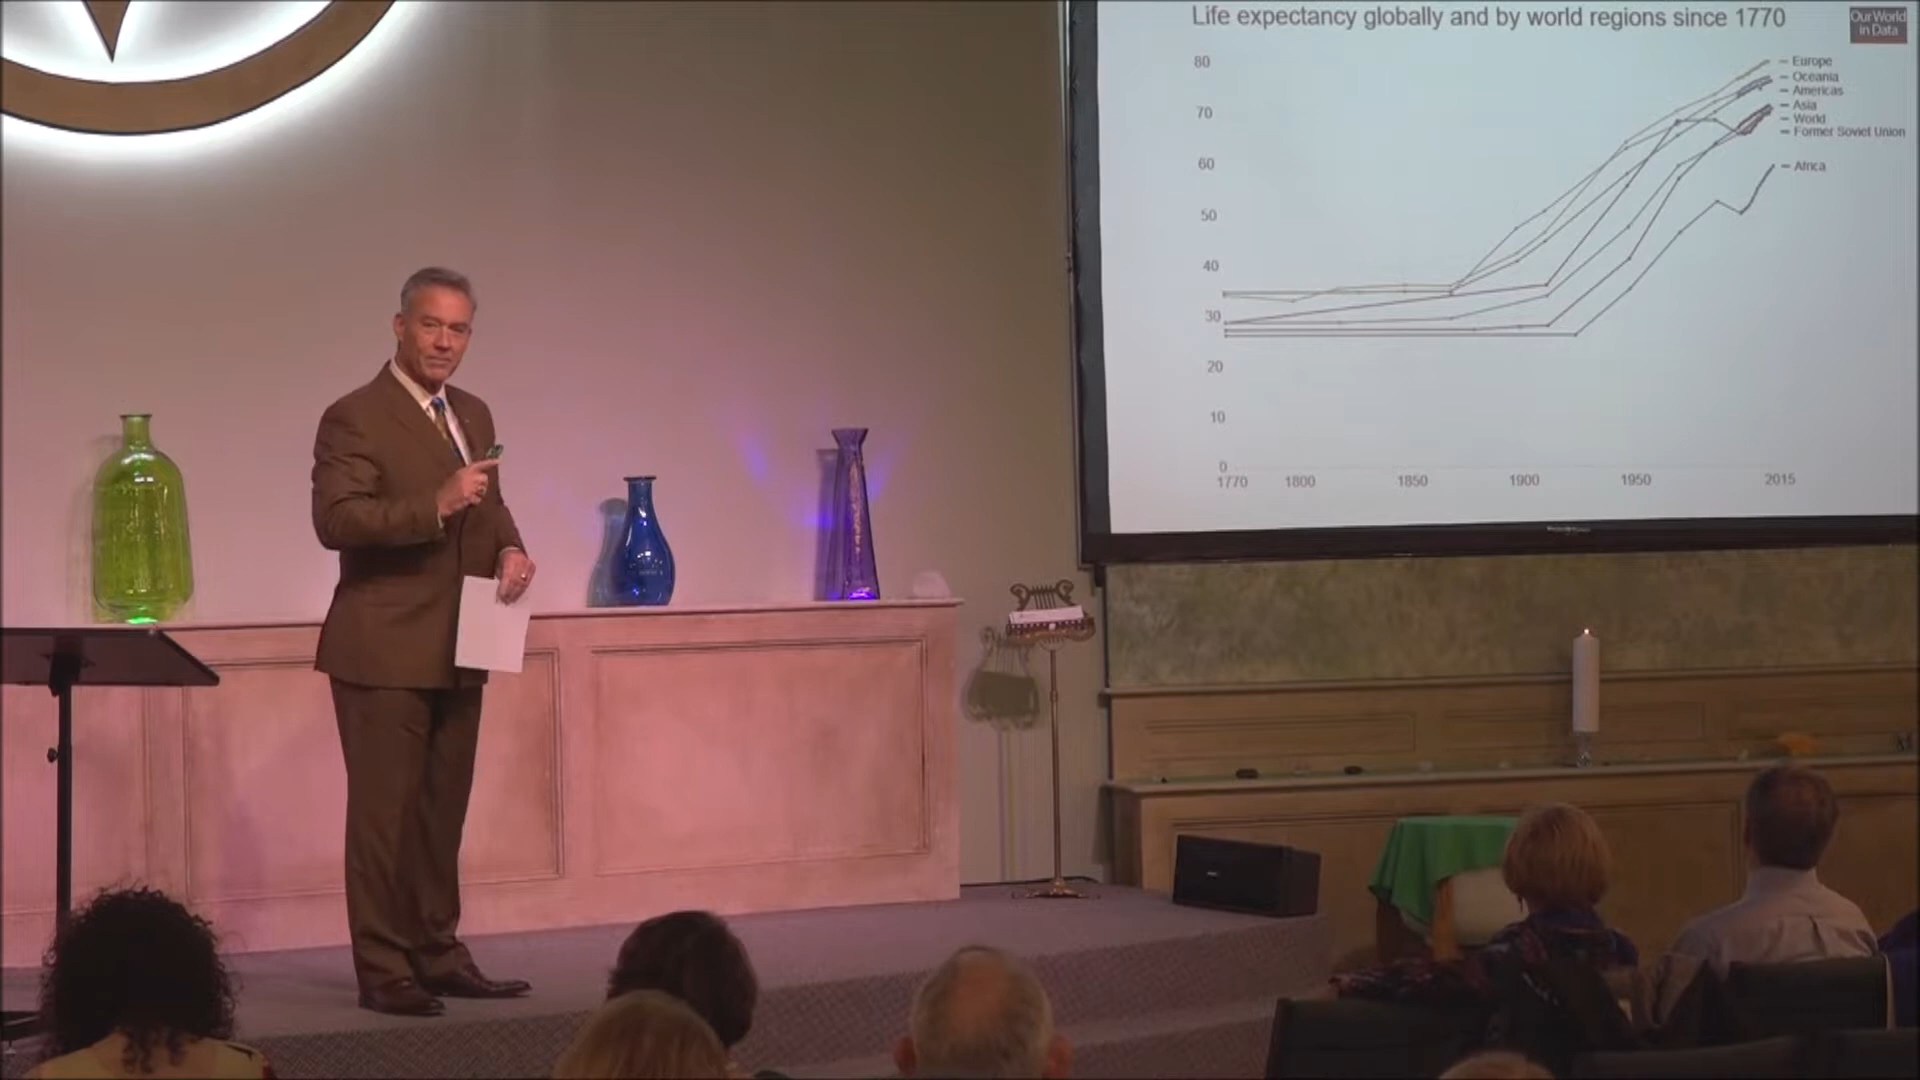 Life expectancy globally and by world regions since 1770
Our World
in Data
80
70
60
50
40
30
20
10
0
Europe
Oceania
Americas
Asia
World
Former Soviet Union
Africa
1770 1800 1850 1900 1950 2015